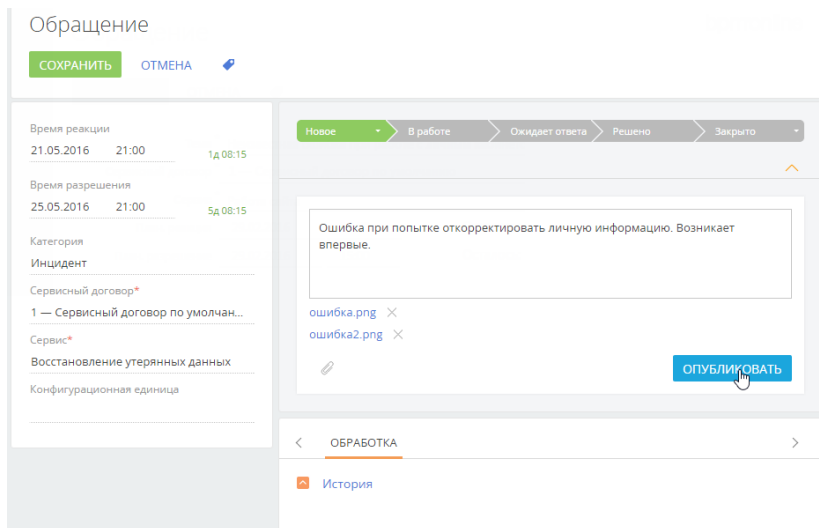 Обращение
СОХРАНИТЬ ОТМЕНА
Время реакции
21.05.2016 21:00 1д 08:15
Время разрешения
25.05.2016 21:00 5д 08:15
Категория
Инцидент
Сервисный договор*
1 — Сервисный договор по умолчан...
Сервис*
Восстановление утерянных данных
Конфигурационная единица
Новое В работе Ожидает ответа Решено Закрыто
Ошибка при попытке откорректировать личную информацию. Возникает
впервые.
ошибка.png
ошибка2.png
ОПУБЛИКОВАТЬ
ОБРАБОТКА
История